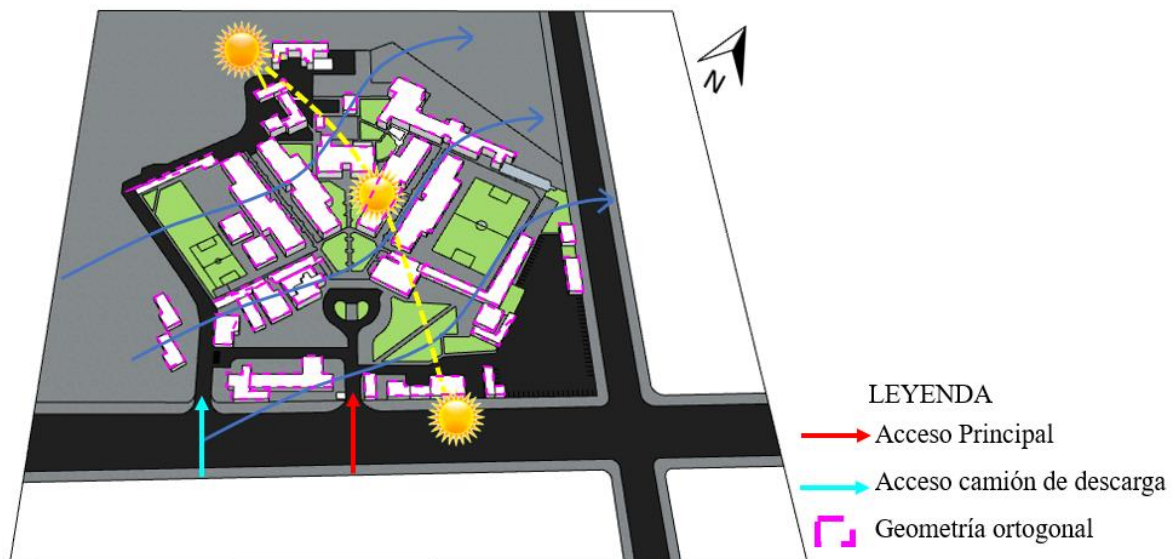 N
LEYENDA
Acceso Principal
Acceso camión de descarga
Geometría ortogonal